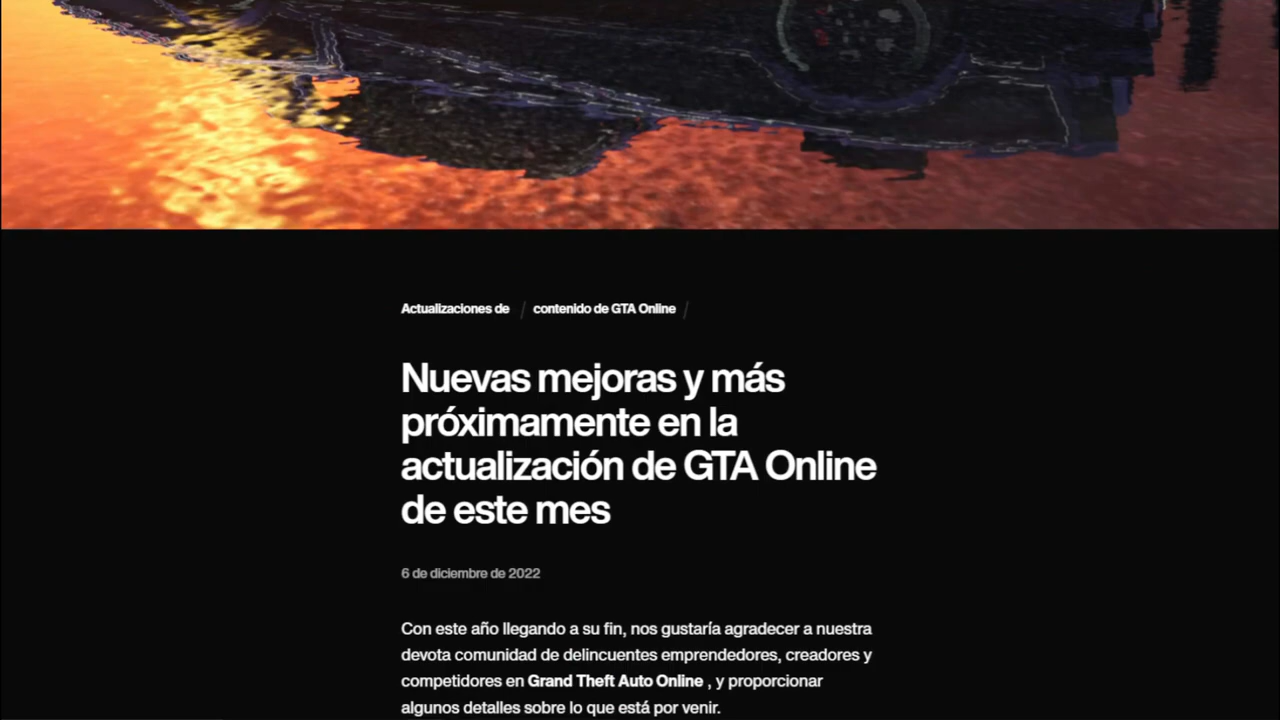 Actualizaciones de / contenido de GTA Online /
Nuevas mejoras y más
próximamente en la
actualización de GTA Online
de este mes
6 de diciembre de 2022
Con este año llegando a su fin, nos gustaría agradecer a nuestra
devota comunidad de delincuentes emprendedores, creadores y
competidores en Grand Theft Auto Online , y proporcionar
algunos detalles sobre lo que está por venir.